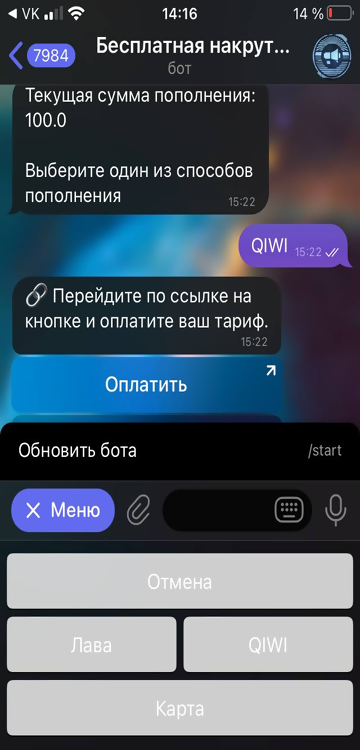 VK 14:16 14 %
7984 Бесплатная накрут...
бот
Текущая сумма пополнения:
100.0
Выберите один из способов
пополнения 15:22
QIWI 15:22
Перейдите по ссылке на
кнопке и оплатите ваш тариф.
15:22
Оплатить
Обновить бота /start
Меню
Отмена
Лава QIWI
Карта